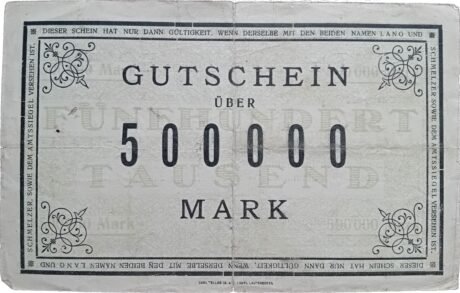 DIESER SCHEIN HAT NUR DANN GÜLTIGKEIT, WENN DERSELBE MIT DEN BEIDEN NAMEN LANG UND
SCHMELZER, SOWIE DEM AMTSSIEGEL VERSEHEN IST.
GUTSCHEIN
ÜBER
FÜNFHUNDERT
500000
TAUSEND
MARK
Mark
500000
SCHMELZER, SOWIE DEM AMTSSIEGEL VERSEHEN IST.
DIESER SCHEIN HAT NUR DANN GÜLTIGKEIT, WENN DERSELBE MIT DEN BEIDEN NAMEN LANG UND